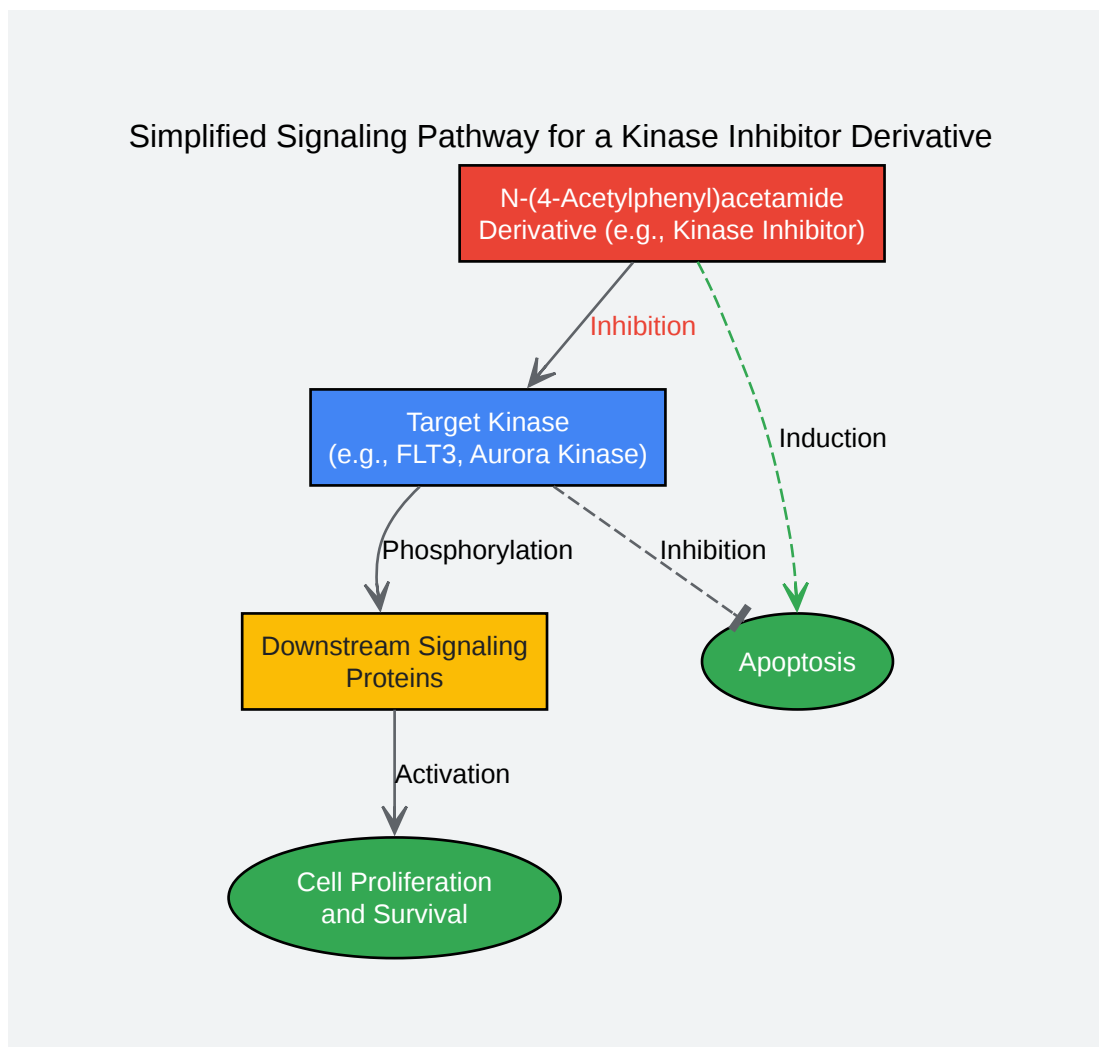 Simplified Signaling Pathway for a Kinase Inhibitor Derivative
N-(4-Acetylphenyl)acetamide
Derivative (e.g., Kinase Inhibitor)
Inhibition
Target Kinase
(e.g., FLT3, Aurora Kinase)
Induction
Phosphorylation
Inhibition
Downstream Signaling
Proteins
Apoptosis
Activation
Cell Proliferation
and Survival